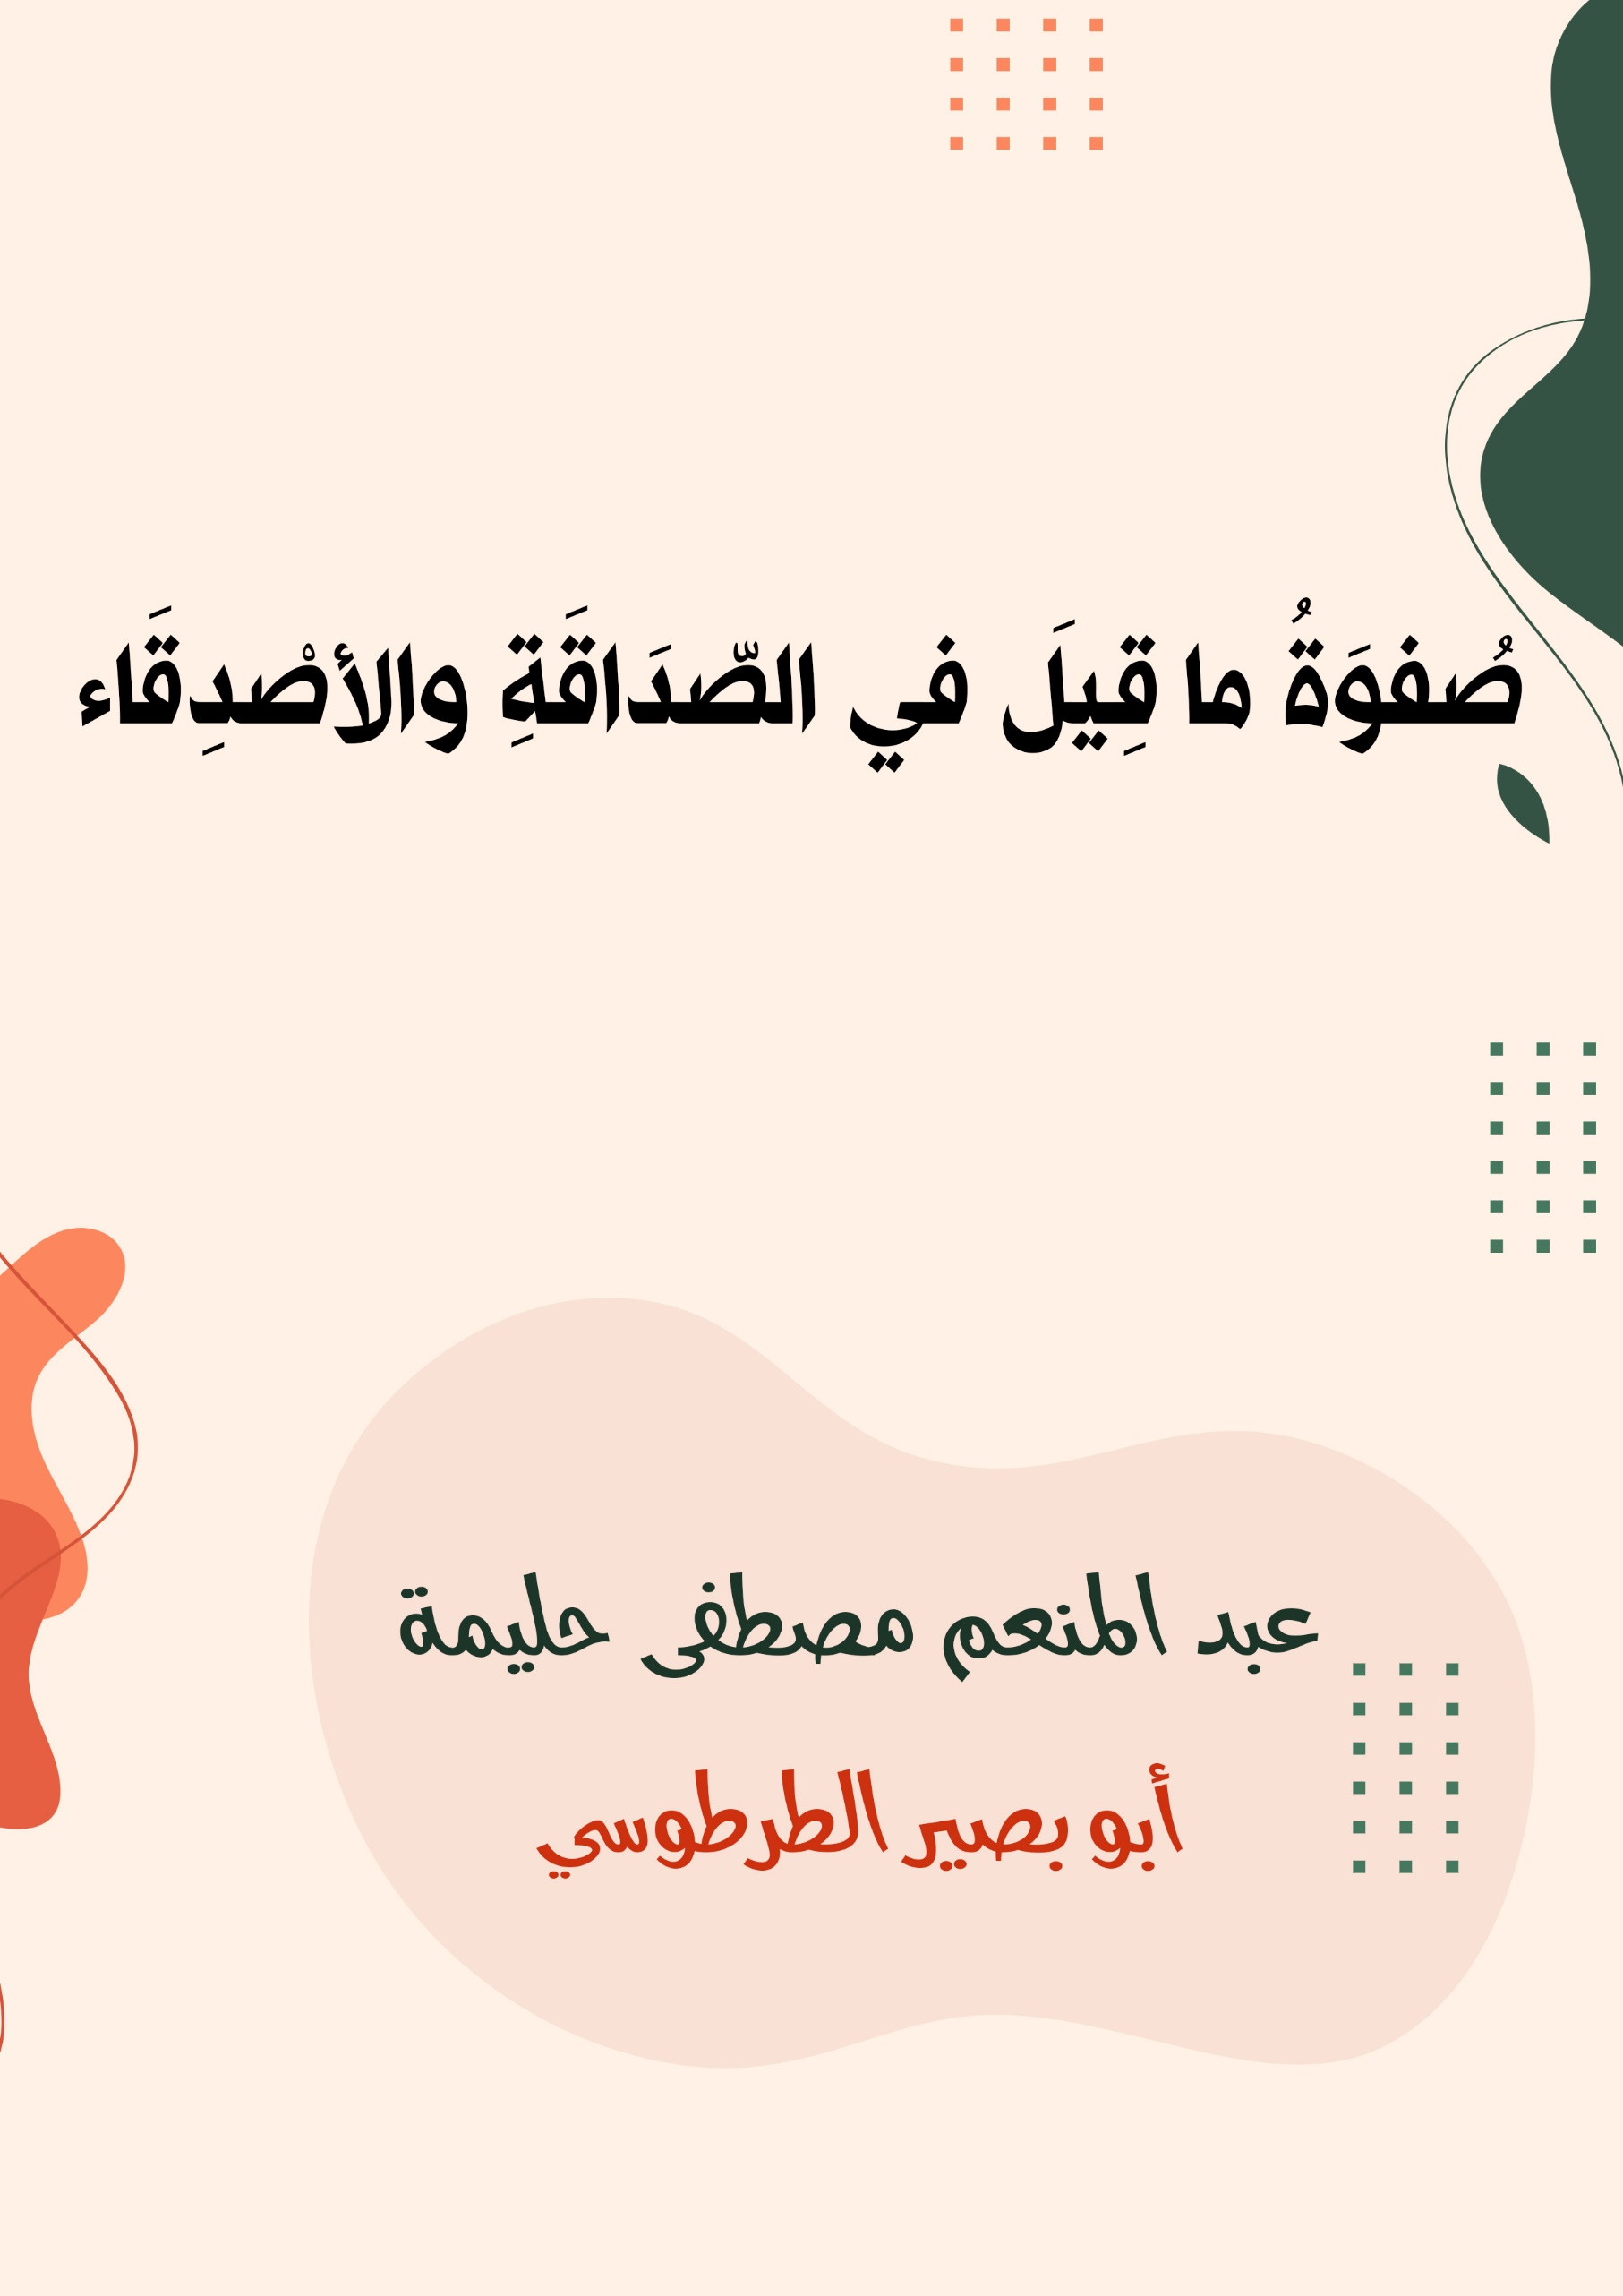 صُفوَةُ ما قِيلَ في الصَّدَاقَةِ والأصْدِقَاء
عبد المنعم مصطفى حليمة
أبو بصير الطرطوسي